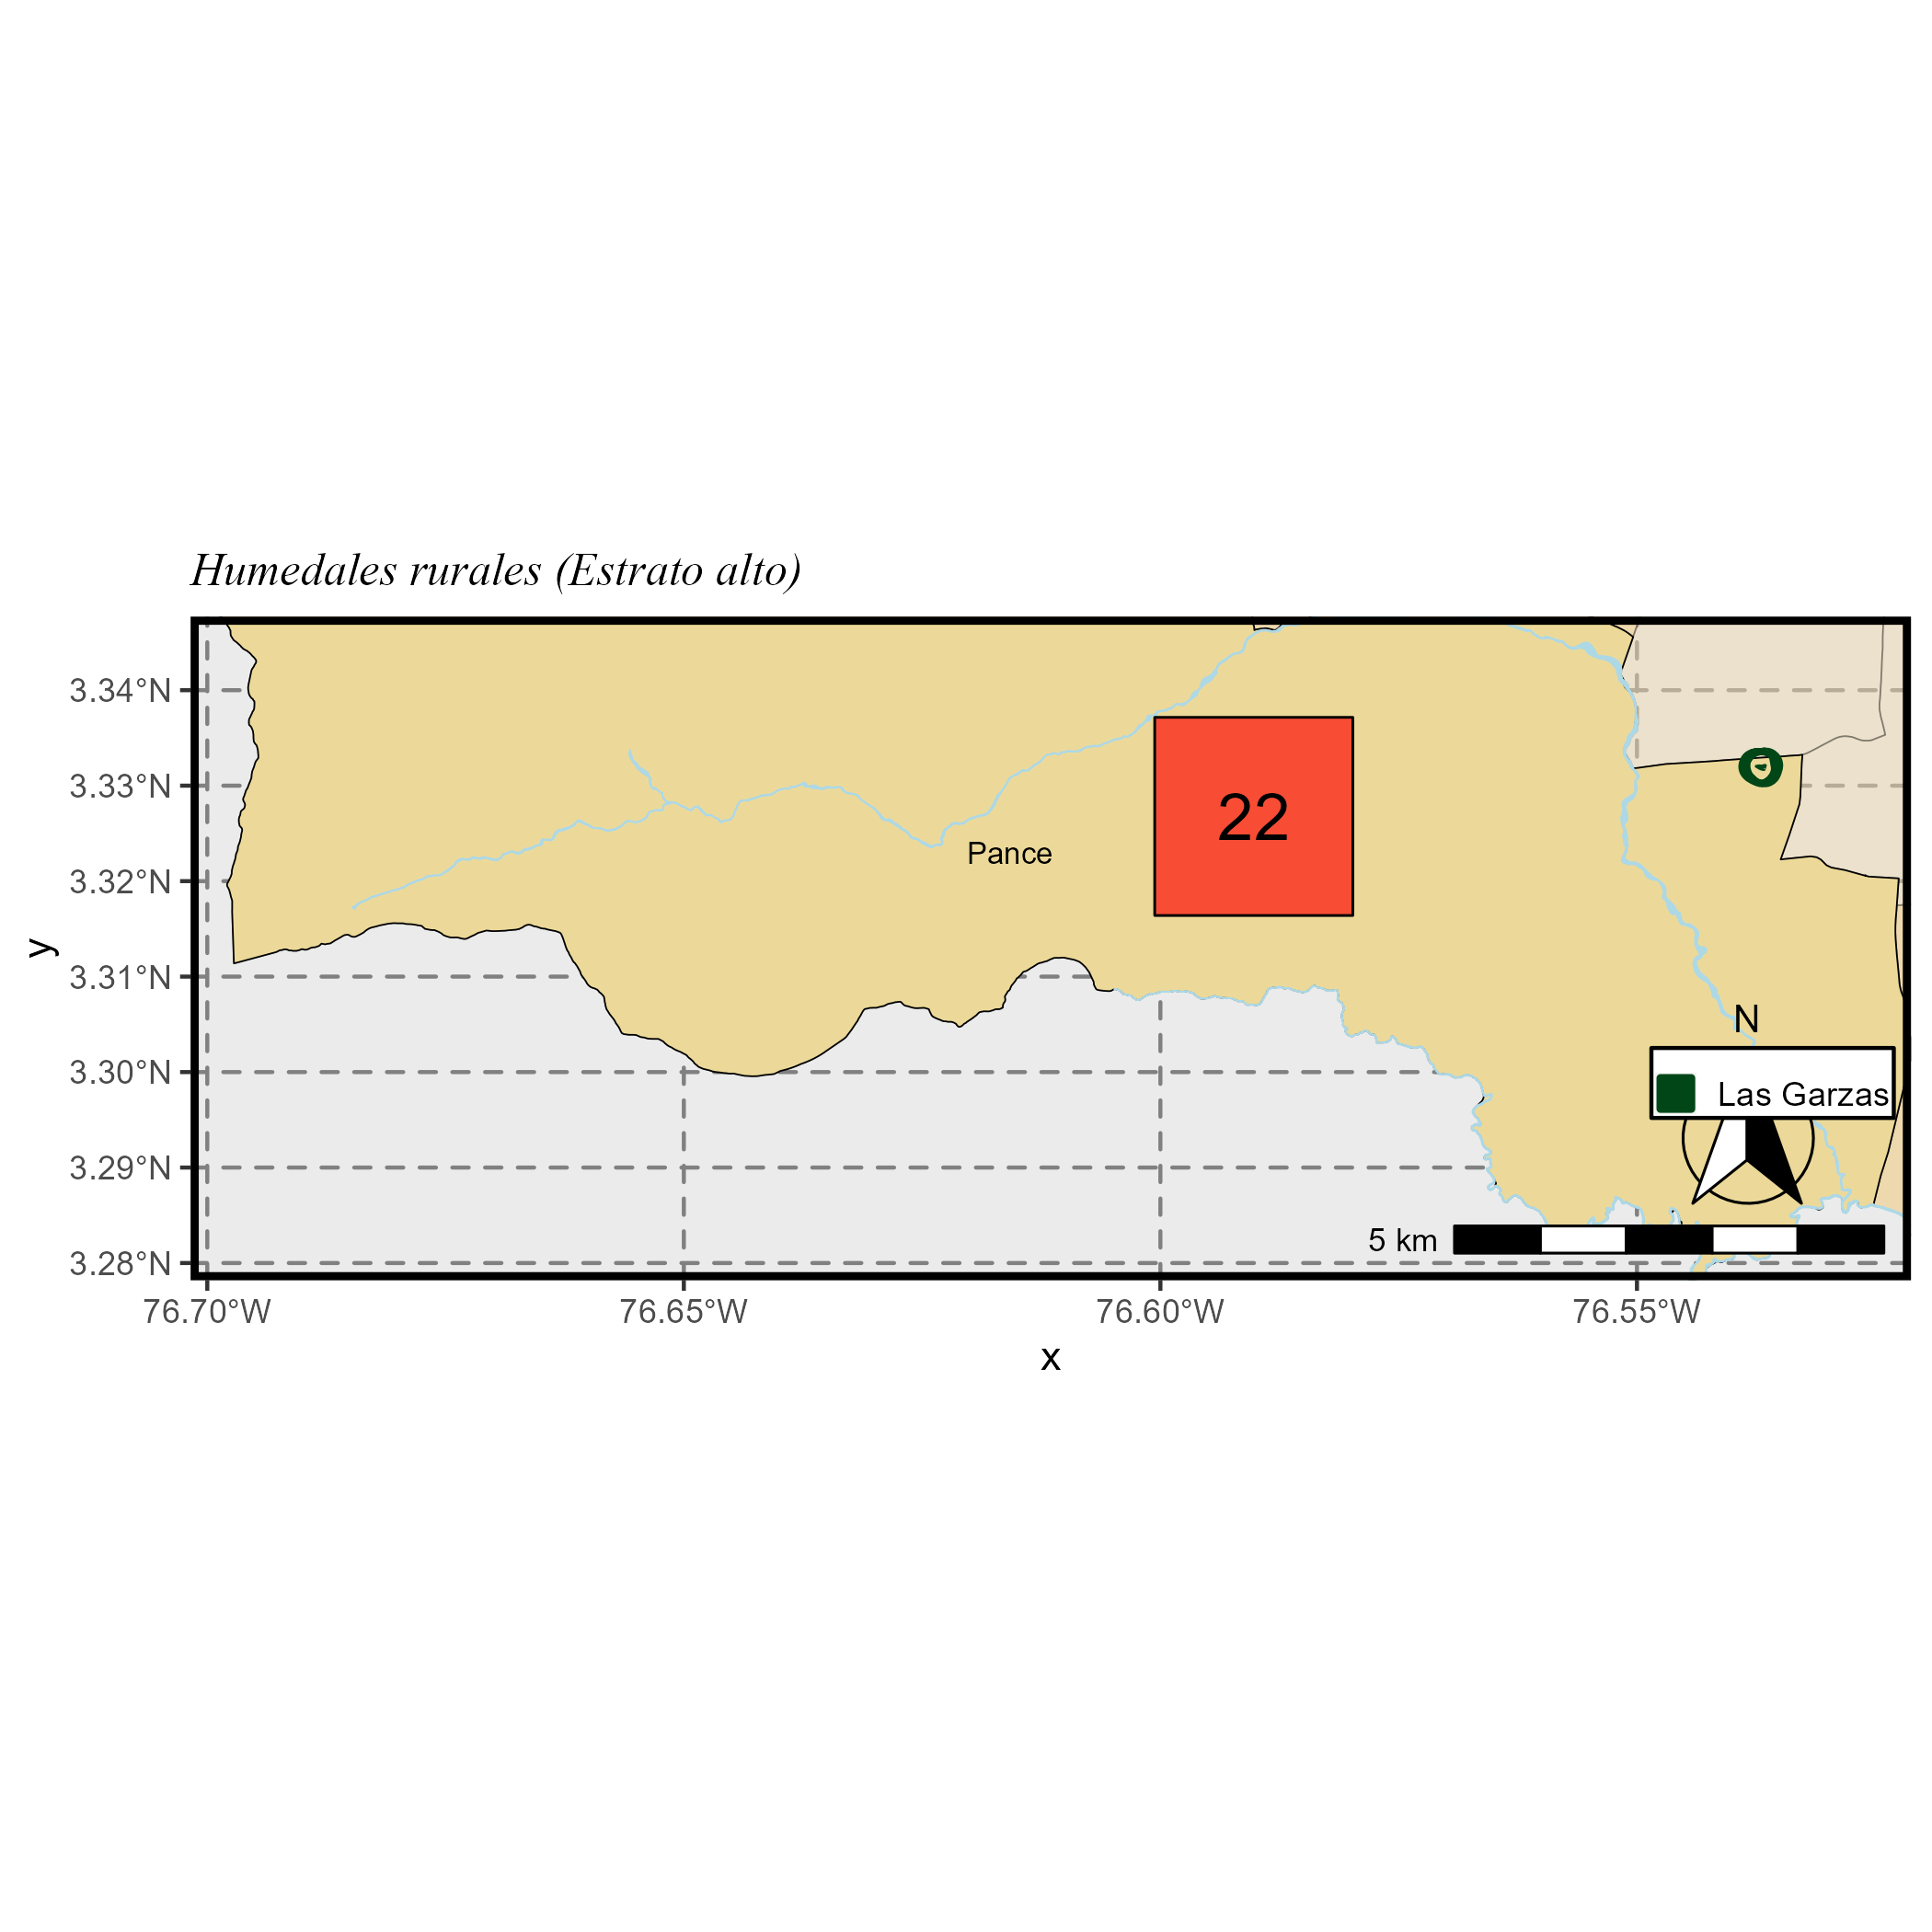 Humedales rurales (Estrato alto)
3.34°N
3.33°N
3.32°N
3.31°N
3.30°N
3.29°N
3.28°N
y
22
Pance
N
Las Garzas
5 km
76.70°W
76.65°W
76.60°W
76.55°W
x